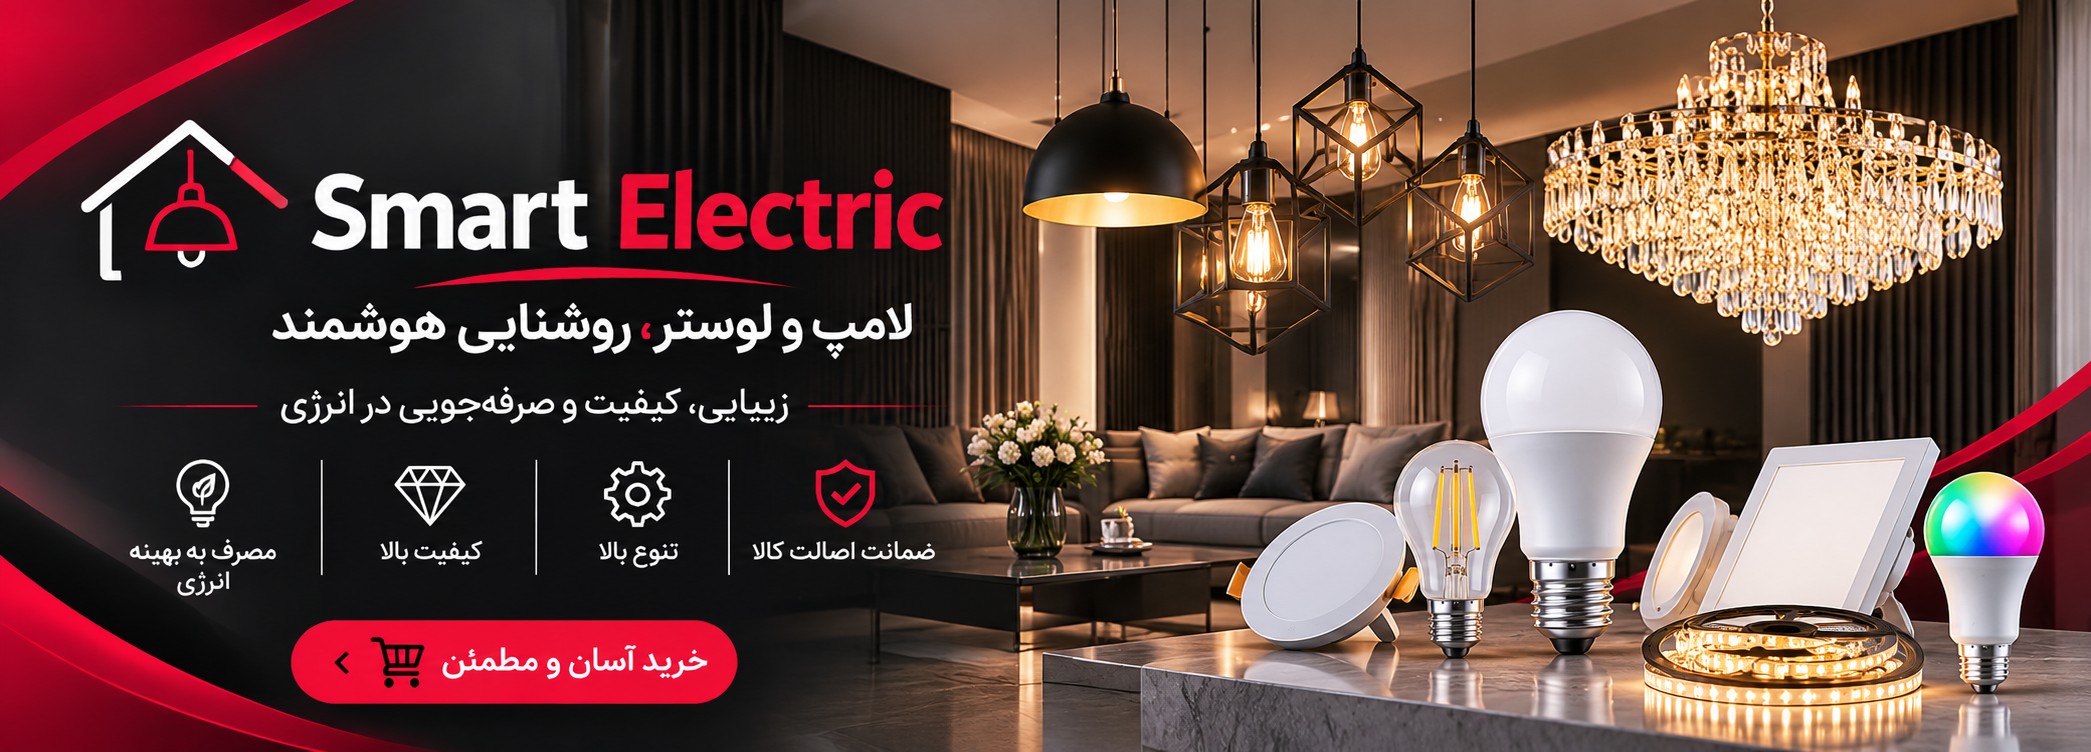 Smart Electric
لامپ و لوستر، روشنایی هوشمند
زیبایی، کیفیت و صرفه‌جویی در انرژی
ضمانت اصالت کالا
تنوع بالا
کیفیت بالا
مصرف به بهینه
انرژی
خرید آسان و مطمئن